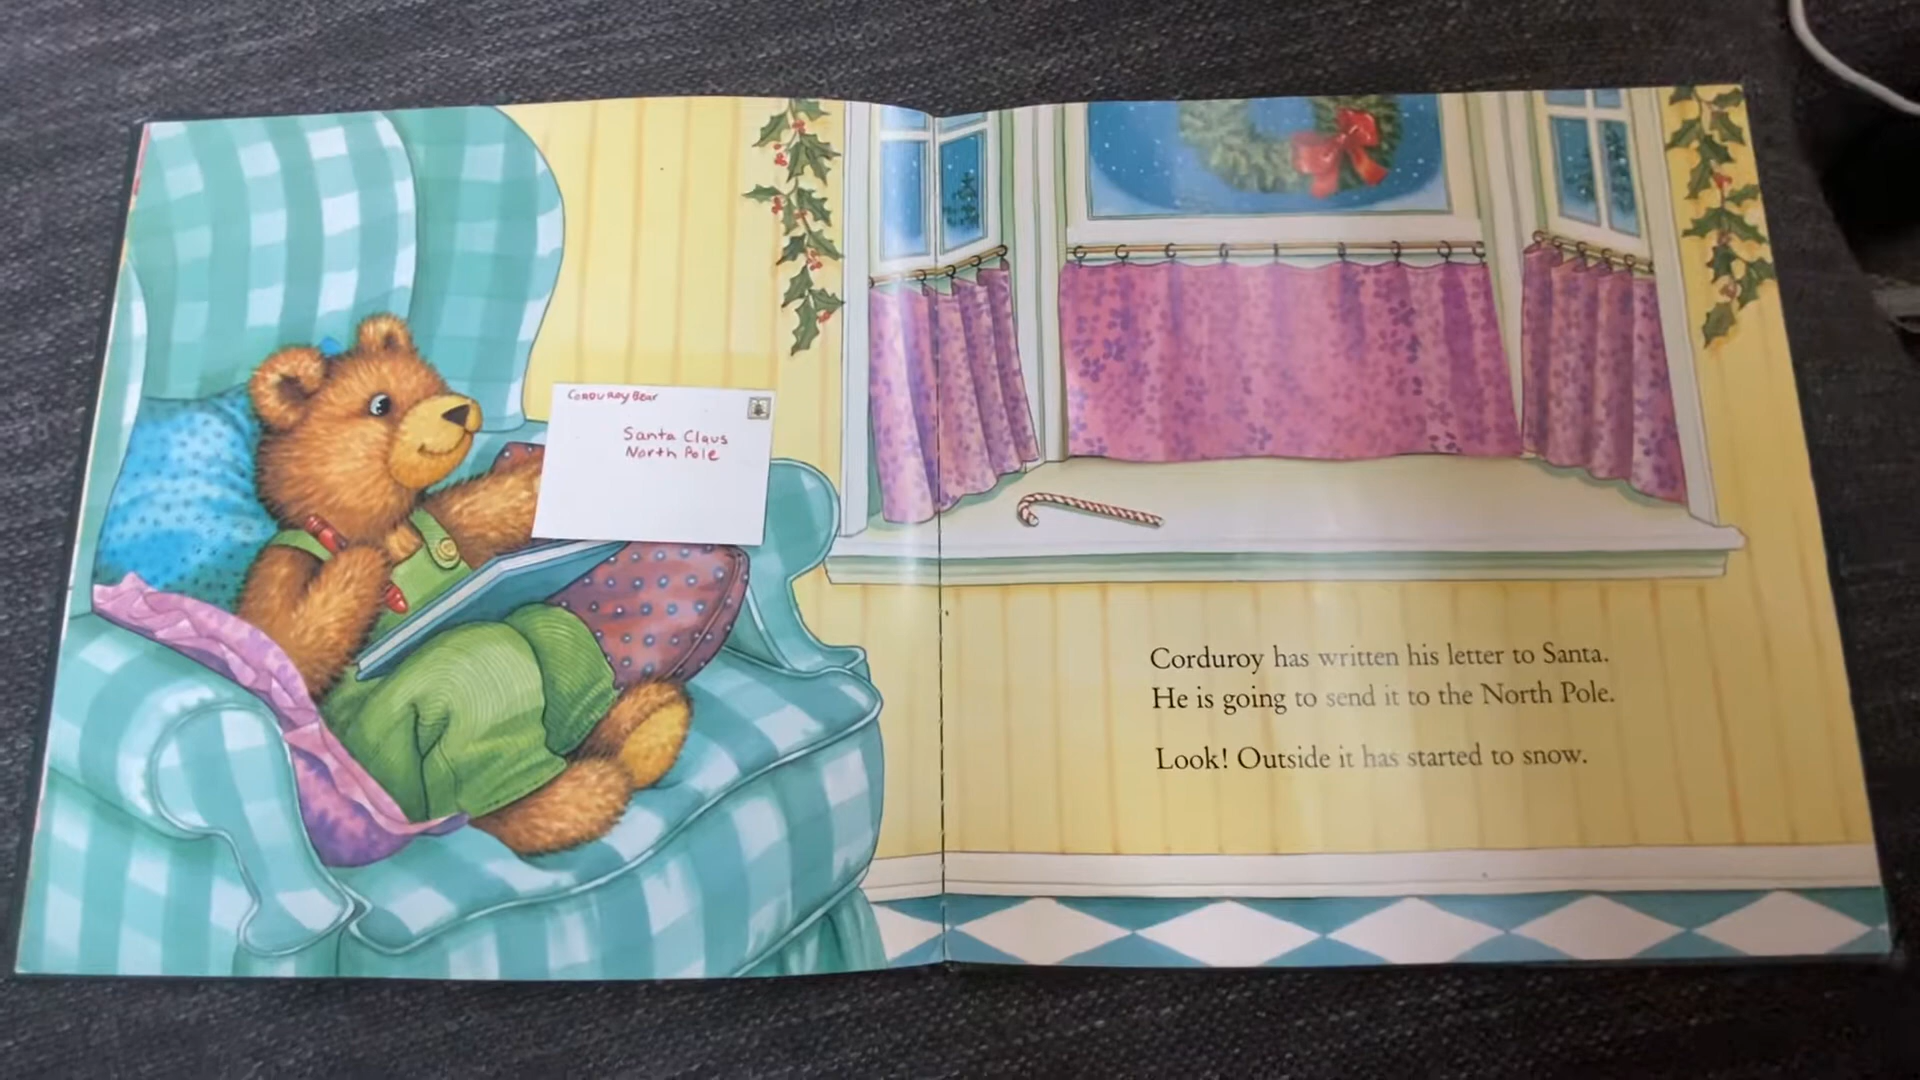 CORDUROY Bear
Santa Claus
North Pole
Corduroy has written his letter to Santa.
He is going to send it to the North Pole.
Look! Outside it has started to snow.